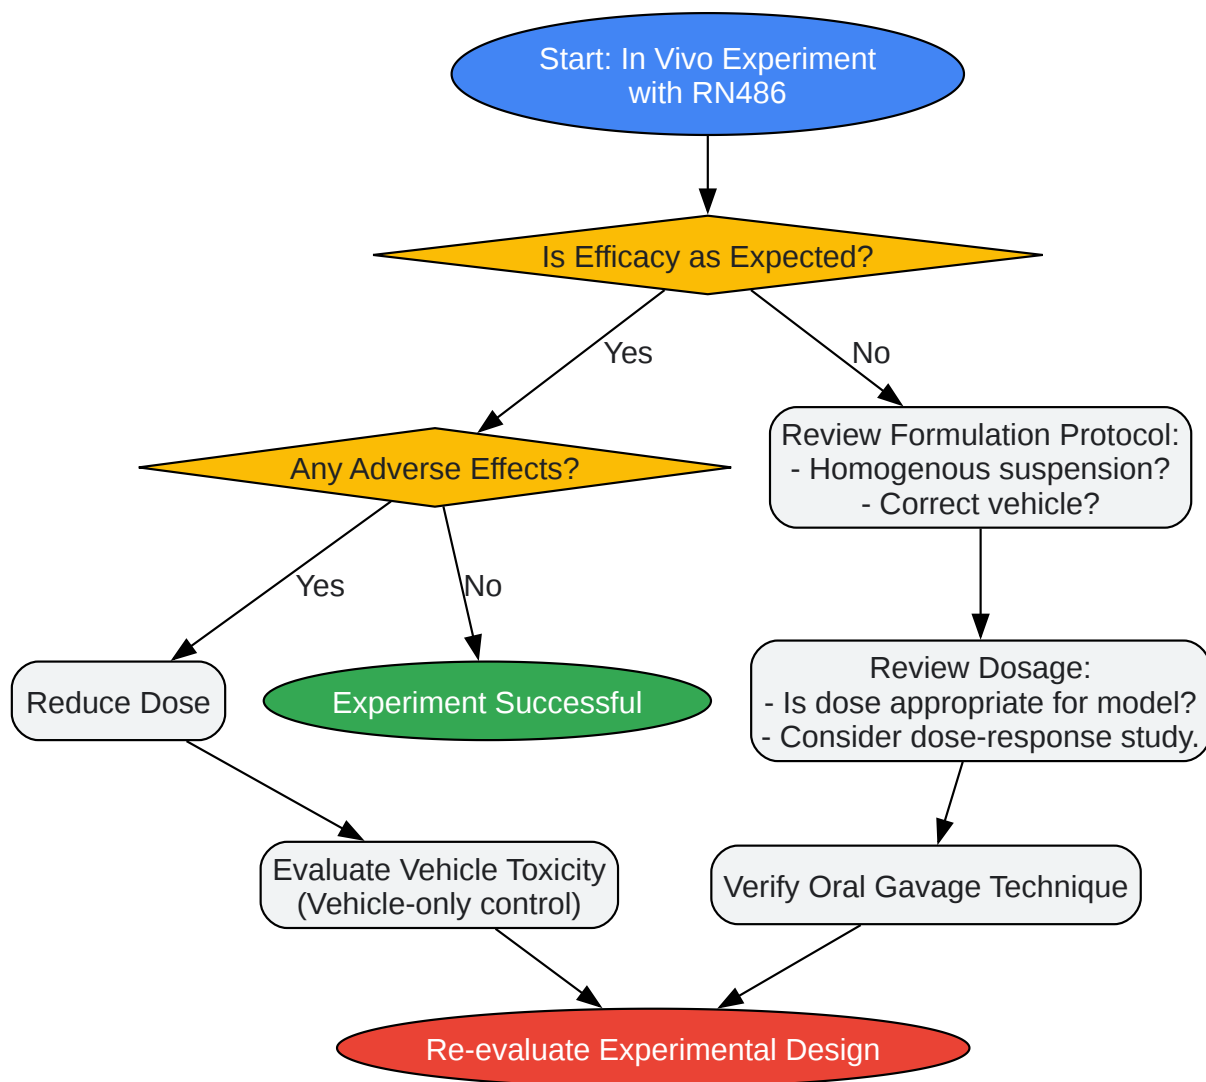 Start: In Vivo Experiment
with RN486
Is Efficacy as Expected?
Yes
No
Any Adverse Effects?
Review Formulation Protocol:
- Homogenous suspension?
- Correct vehicle?
Yes
No
Reduce Dose
Experiment Successful
Review Dosage:
- Is dose appropriate for model?
- Consider dose-response study.
Evaluate Vehicle Toxicity
(Vehicle-only control)
Verify Oral Gavage Technique
Re-evaluate Experimental Design